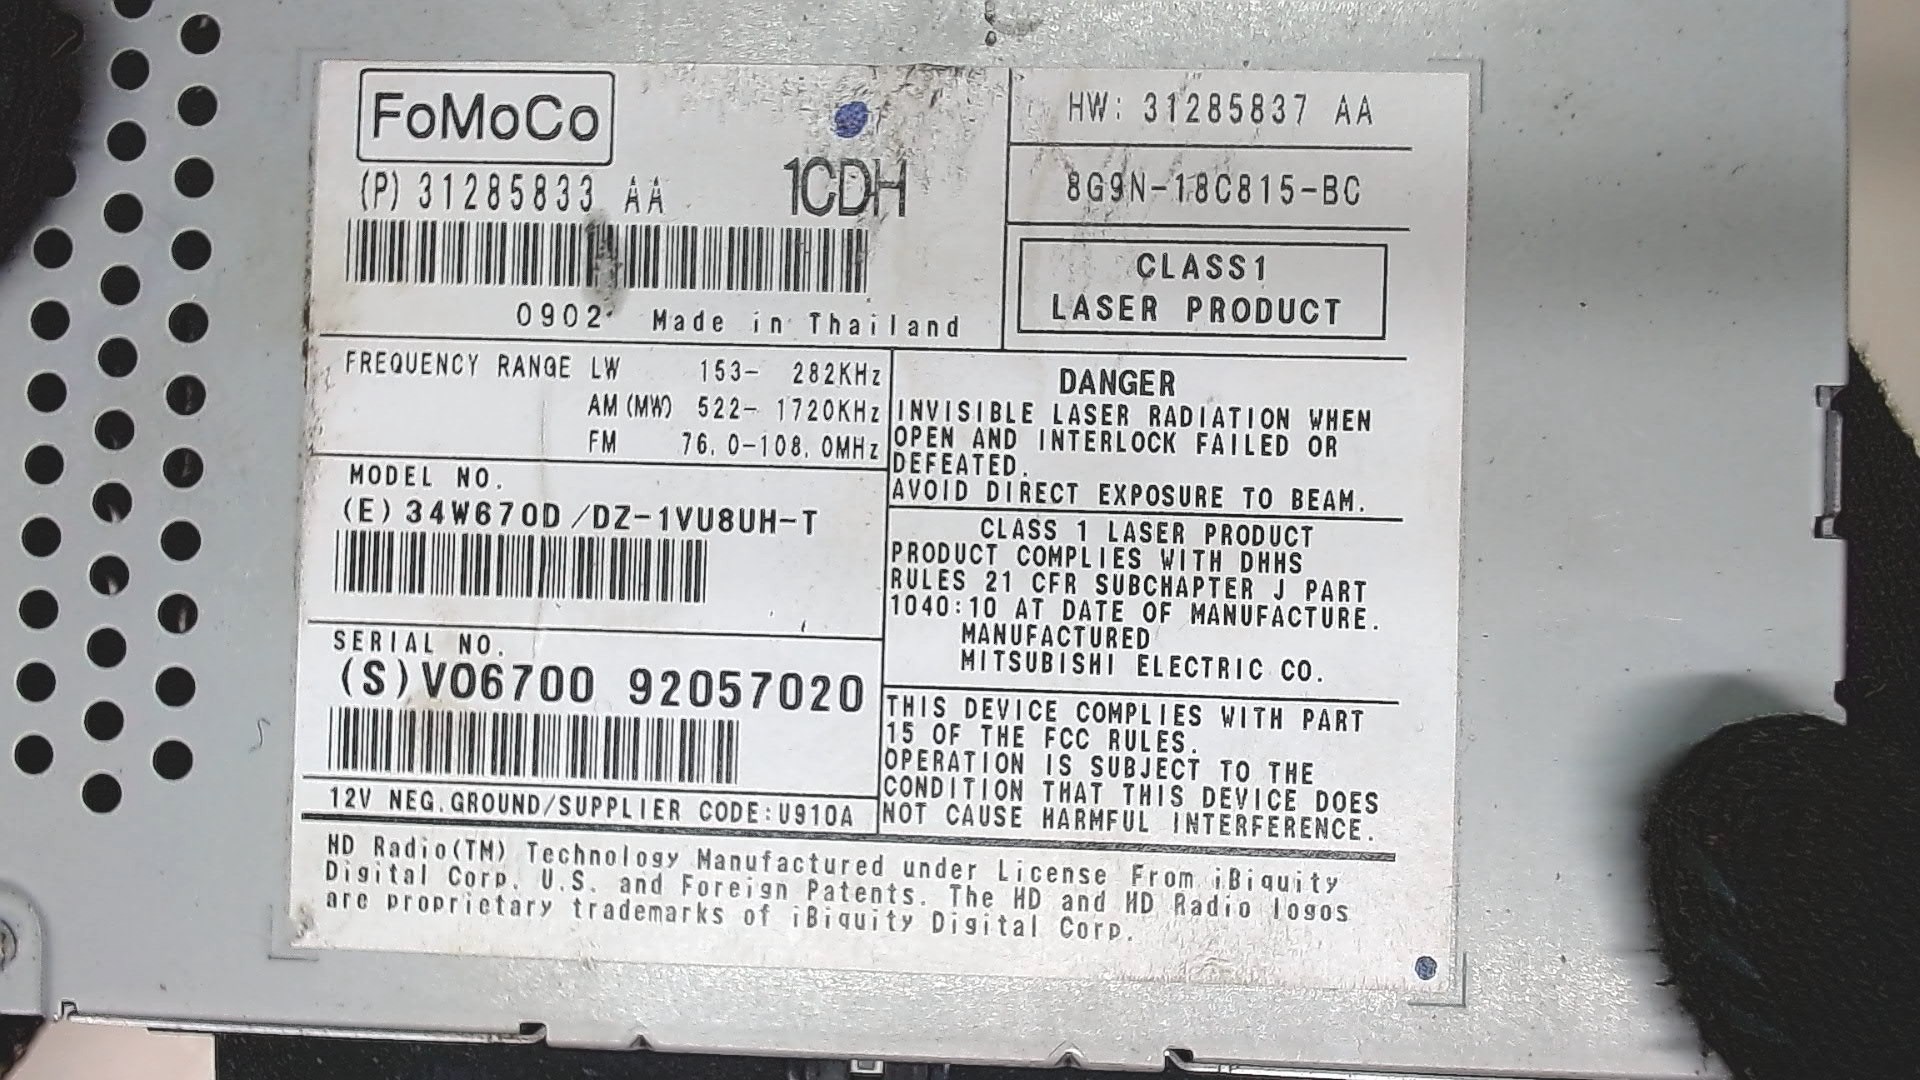 FoMoCo
(P) 31285833 AA
1CDH
0902 Made in Thailand
HW: 31285837 AA
8G9N-18C815-BC
CLASS1
LASER PRODUCT
FREQUENCY RANGE LW 153- 282KHz
AM(MW) 522- 1720KHz
FM 76.0-108.0MHz
MODEL NO.
(E)34W670D/DZ-1VU8UH-T
SERIAL NO.
(S)VO6700 92057020
12V NEG.GROUND/SUPPLIER CODE:U910A
DANGER
INVISIBLE LASER RADIATION WHEN
OPEN AND INTERLOCK FAILED OR
DEFEATED.
AVOID DIRECT EXPOSURE TO BEAM.
CLASS 1 LASER PRODUCT
PRODUCT COMPLIES WITH DHHS
RULES 21 CFR SUBCHAPTER J PART
1040:10 AT DATE OF MANUFACTURE.
MANUFACTURED
MITSUBISHI ELECTRIC CO.
THIS DEVICE COMPLIES WITH PART
15 OF THE FCC RULES.
OPERATION IS SUBJECT TO THE
CONDITION THAT THIS DEVICE DOES
NOT CAUSE HARMFUL INTERFERENCE.
HD Radio(TM) Technology Manufactured under License From iBiquity
Digital Corp. U.S. and Foreign Patents. The HD and HD Radio logos
are proprietary trademarks of iBiquity Digital Corp.